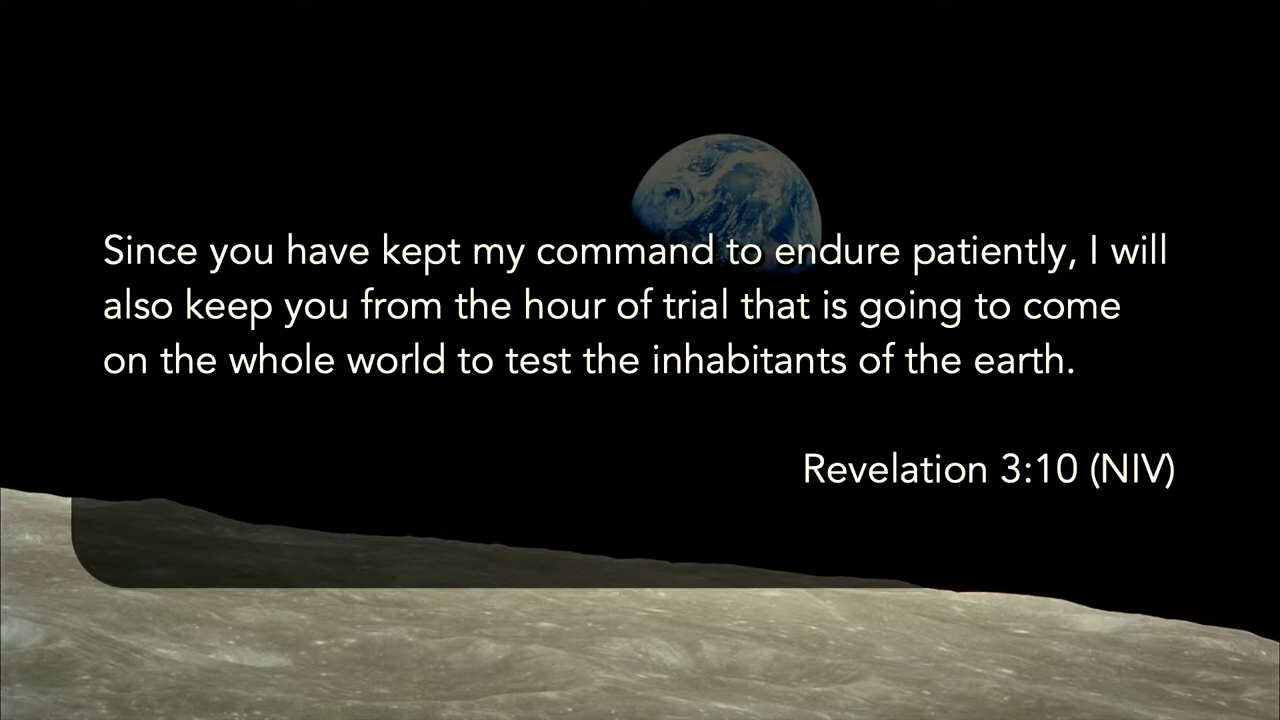 Since you have kept my command to endure patiently, I will
also keep you from the hour of trial that is going to come
on the whole world to test the inhabitants of the earth.
Revelation 3:10 (NIV)